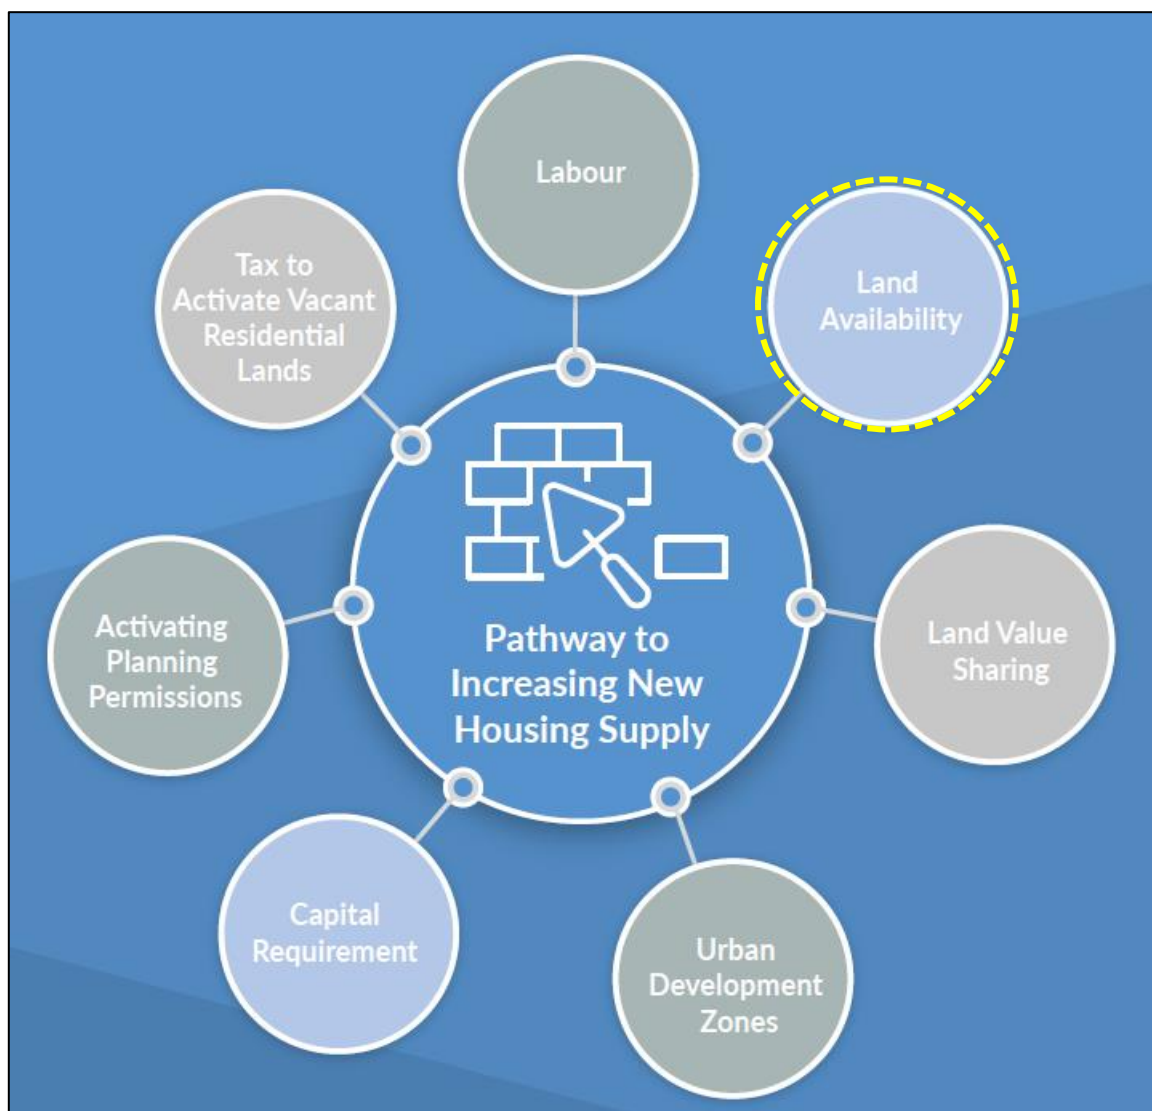 Labour
Land
Availability
Tax to
Activate Vacant
Residential
Lands
Pathway to
Increasing New
Housing Supply
Land Value
Sharing
Activating
Planning
Permissions
Capital
Requirement
Urban
Development
Zones